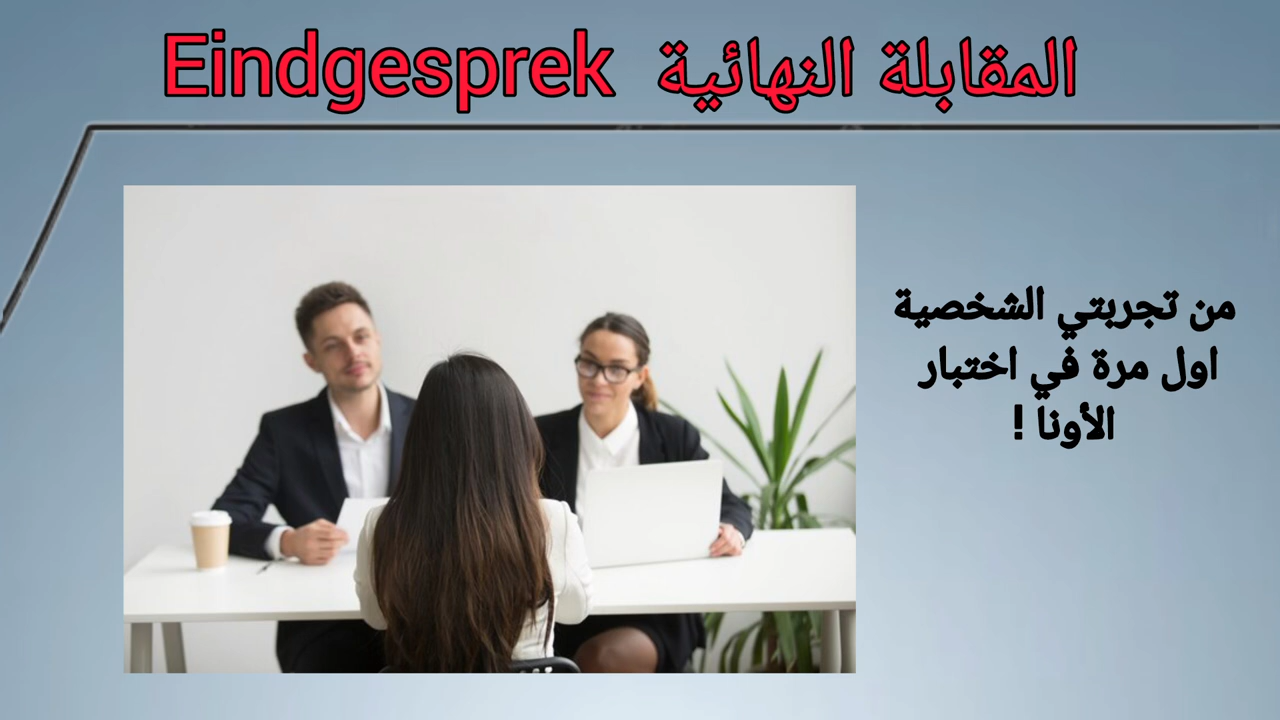 Eindgesprek المقابلة النهائية
من تجربتي الشخصية
اول مرة في اختبار
الأونا !